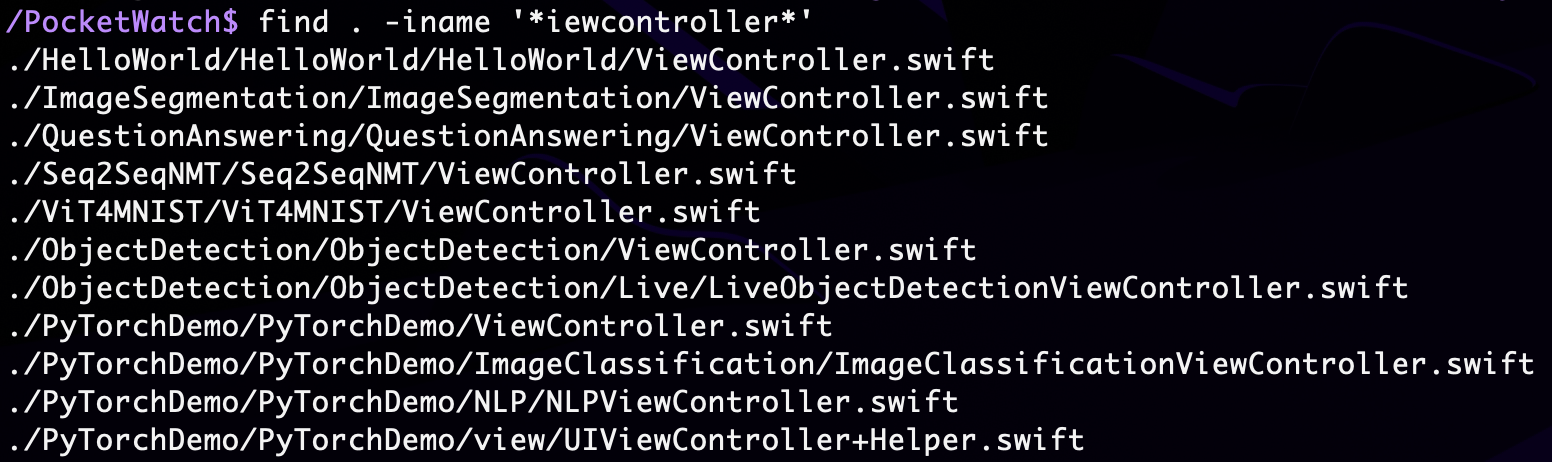 /PocketWatch$ find . -iname '*iewcontroller*'
./HelloWorld/HelloWorld/HelloWorld/ViewController.swift
./ImageSegmentation/ImageSegmentation/ViewController.swift
./QuestionAnswering/QuestionAnswering/ViewController.swift
./Seq2SeqNMT/Seq2SeqNMT/ViewController.swift
./ViT4MNIST/ViT4MNIST/ViewController.swift
./ObjectDetection/ObjectDetection/ViewController.swift
./ObjectDetection/ObjectDetection/Live/LiveObjectDetectionViewController.swift
./PyTorchDemo/PyTorchDemo/ViewController.swift
./PyTorchDemo/PyTorchDemo/ImageClassification/ImageClassificationViewController.swift
./PyTorchDemo/PyTorchDemo/NLP/NLPViewController.swift
./PyTorchDemo/PyTorchDemo/view/UIViewController+Helper.swift